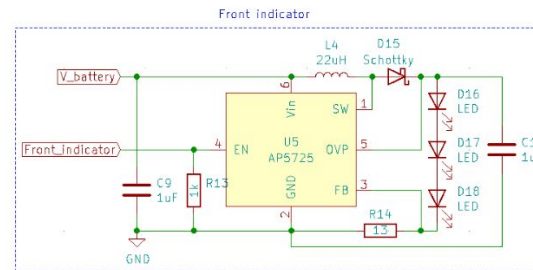 Front indicator
V_battery
L4
22uH
D15
Schottky
6
Vin
SW
1
D16
LED
U5
AP5725
Front_indicator
4
EN
OVP
5
D17
LED
C9
1uF
1k
R13
GND
FB
3
D18
LED
2
R14
13
GND